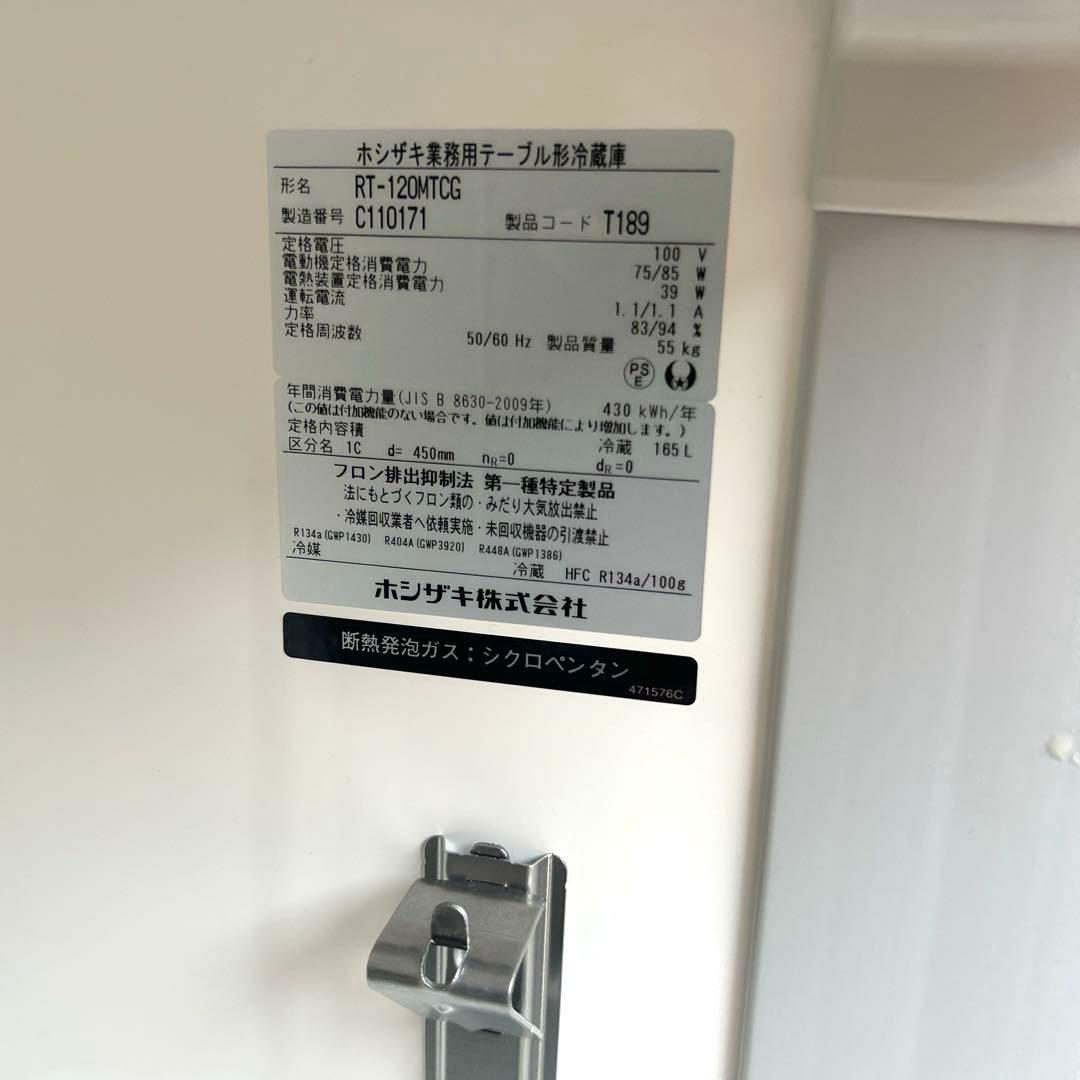 ホシザキ業務用テーブル形冷蔵庫
形名 RT-120MTCG
製造番号 C110171 製品コード T189
定格電圧 100 V
電動機定格消費電力 75/85 W
電熱装置定格消費電力 39 W
運転電流 1.1/1.1 A
力率 83/94 %
定格周波数 50/60 Hz 製品質量 55 kg
PS
E
年間消費電力量(JIS B 8630-2009年) 430 kWh/年
(この値は付加機能のない場合です。値は付加機能により増加します。)
定格内容積 冷蔵 165 L
区分名 1C d= 450mm nR=0 dR=0
フロン排出抑制法 第一種特定製品
法にもとづくフロン類の・みだり大気放出禁止
・冷媒回収業者へ依頼実施・未回収機器の引渡禁止
R134a(GWP1430) R404A(GWP3920) R448A(GWP1386)
冷媒 冷蔵 HFC R134a/100g
ホシザキ株式会社
断熱発泡ガス：シクロペンタン
471576C